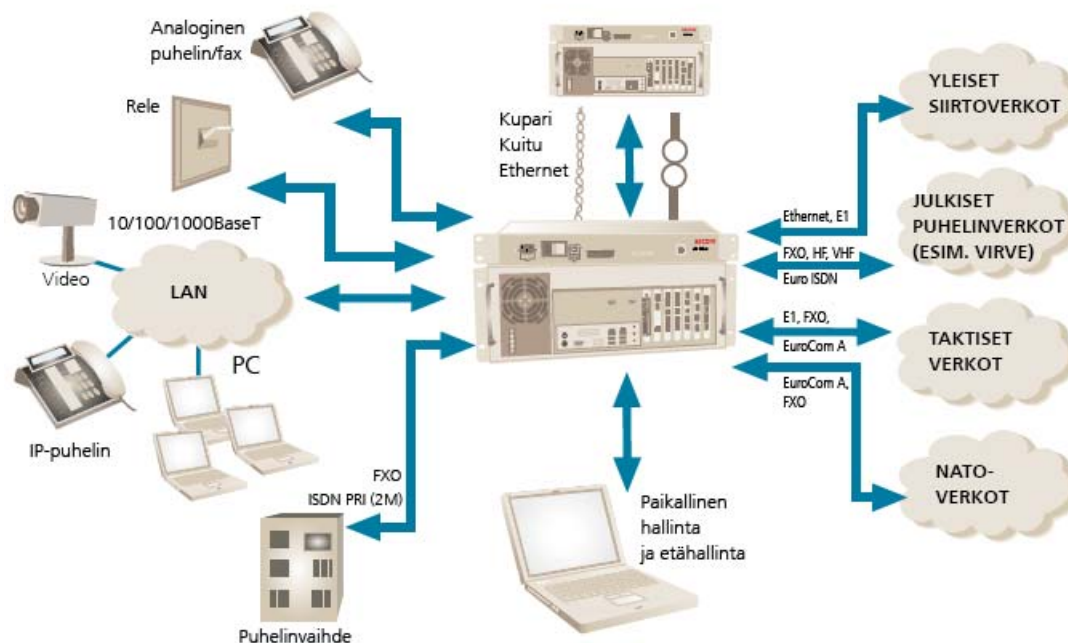 Analoginen
puhelin/fax
Rele
10/100/1000BaseT
Video
LAN
PC
IP-puhelin
FXO
ISDN PRI (2M)
Puhelinvaihde
Kupari
Kuitu
Ethernet
Paikallinen
hallinta
ja etähallinta
Ethernet, E1
FXO, HF, VHF
Euro ISDN
E1, FXO,
EuroCom A
EuroCom A,
FXO
YLEISET
SIIRTOVERKOT
JULKISET
PUHELINVERKOT
(ESIM. VIRVE)
TAKTISET
VERKOT
NATO-
VERKOT